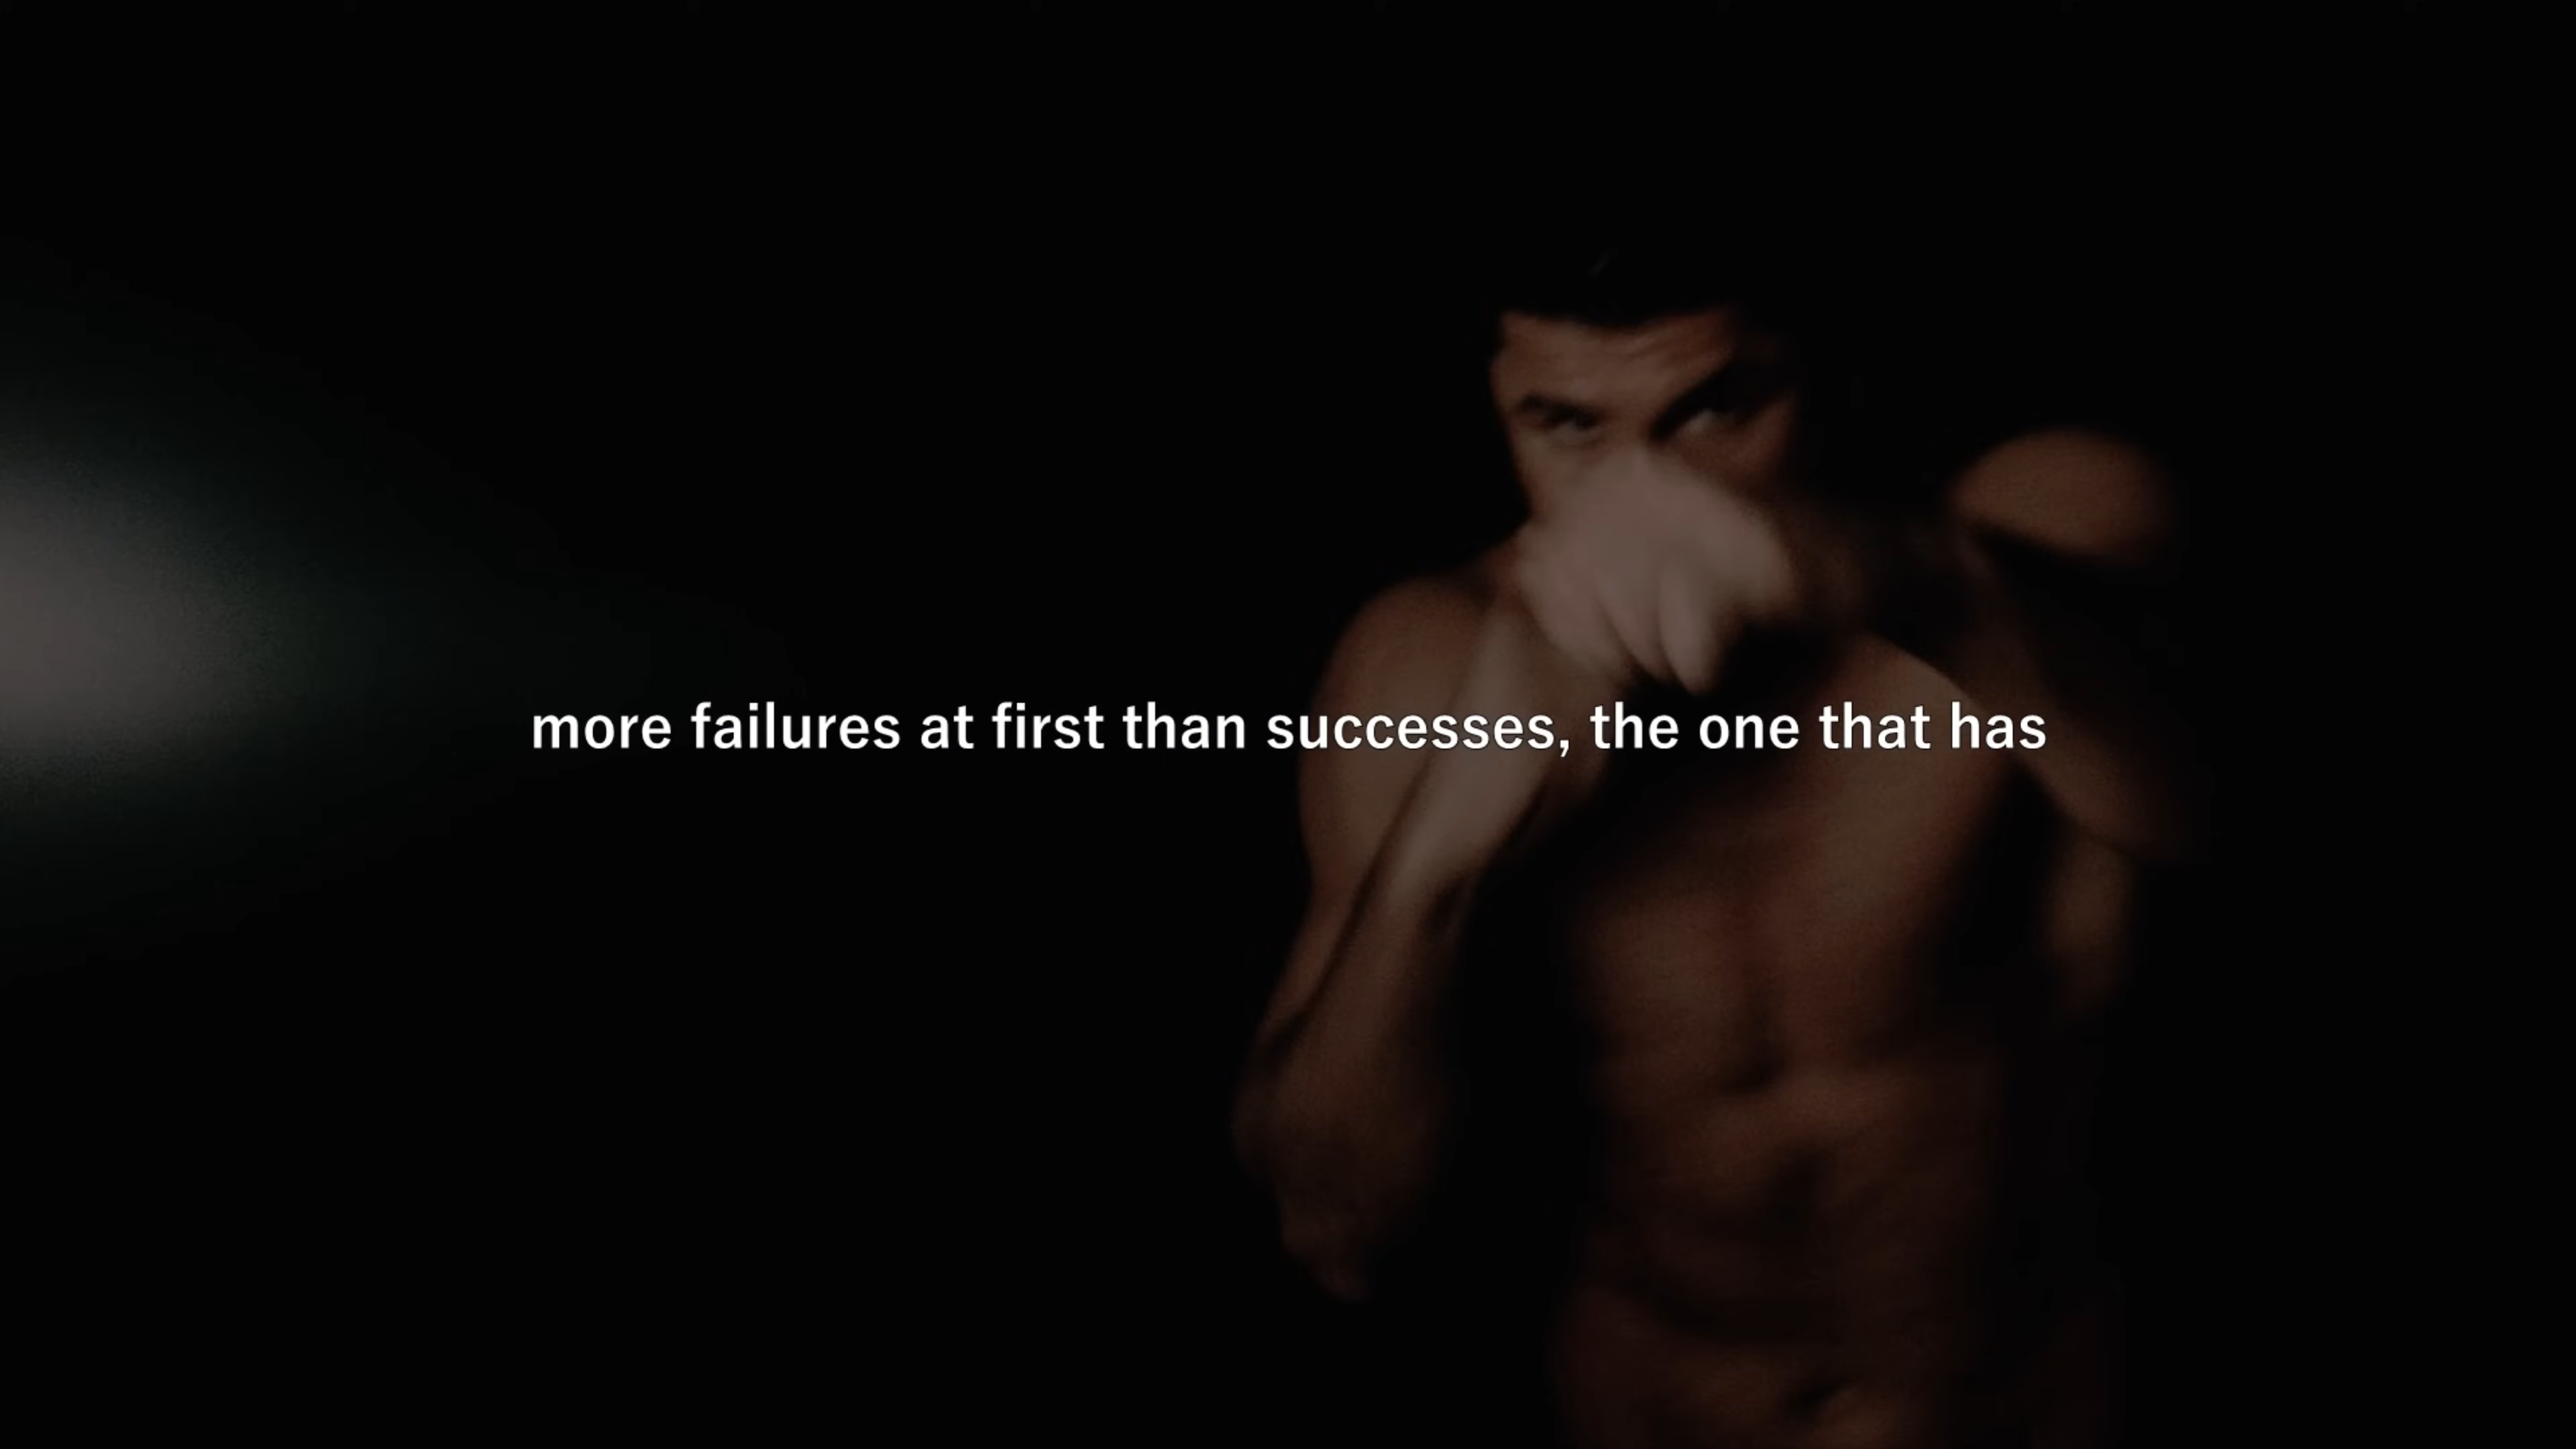 more failures at first than successes, the one that has